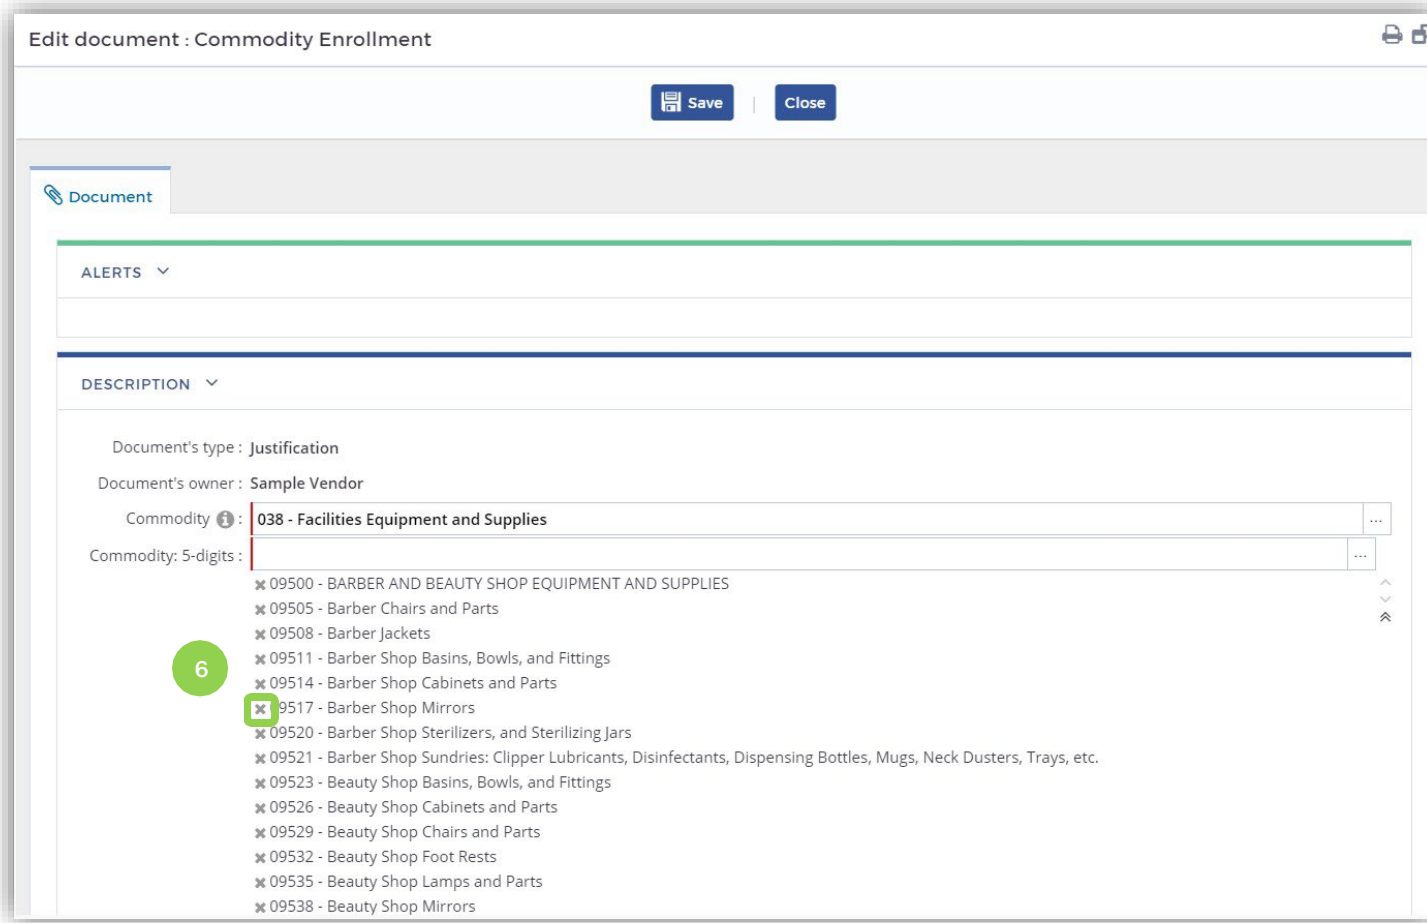 Edit document : Commodity Enrollment
Save | Close
Document
ALERTS
DESCRIPTION
Document's type : Justification
Document's owner : Sample Vendor
Commodity i : 038 - Facilities Equipment and Supplies ...
Commodity: 5-digits : ...
09500 - BARBER AND BEAUTY SHOP EQUIPMENT AND SUPPLIES
09505 - Barber Chairs and Parts
09508 - Barber Jackets
09511 - Barber Shop Basins, Bowls, and Fittings
6
09514 - Barber Shop Cabinets and Parts
09517 - Barber Shop Mirrors
09520 - Barber Shop Sterilizers, and Sterilizing Jars
09521 - Barber Shop Sundries: Clipper Lubricants, Disinfectants, Dispensing Bottles, Mugs, Neck Dusters, Trays, etc.
09523 - Beauty Shop Basins, Bowls, and Fittings
09526 - Beauty Shop Cabinets and Parts
09529 - Beauty Shop Chairs and Parts
09532 - Beauty Shop Foot Rests
09535 - Beauty Shop Lamps and Parts
09538 - Beauty Shop Mirrors